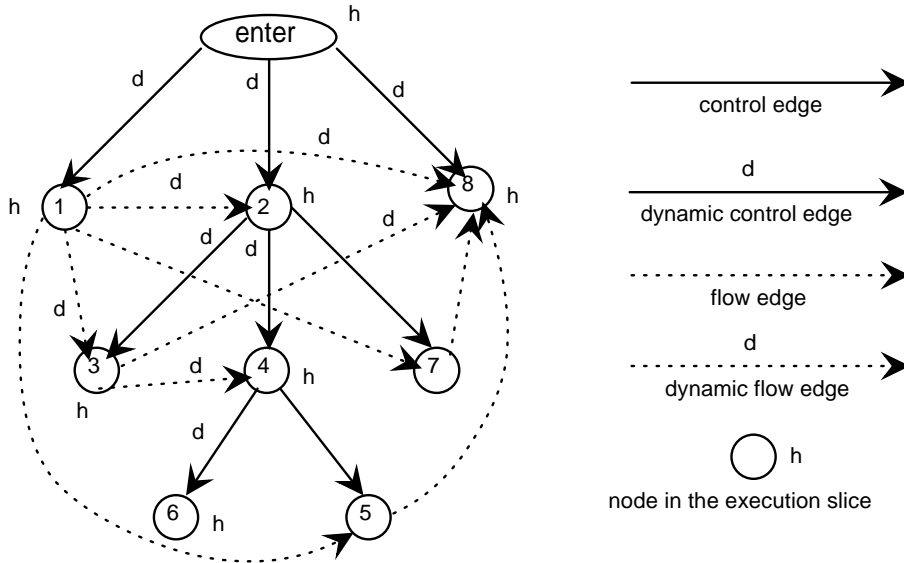 h
enter
d
d
d
d
d
h
1
2
h
8
h
d
d
d
3
d
4
h
7
h
d
6
h
5
control edge
d
dynamic control edge
flow edge
d
dynamic flow edge
h
node in the execution slice